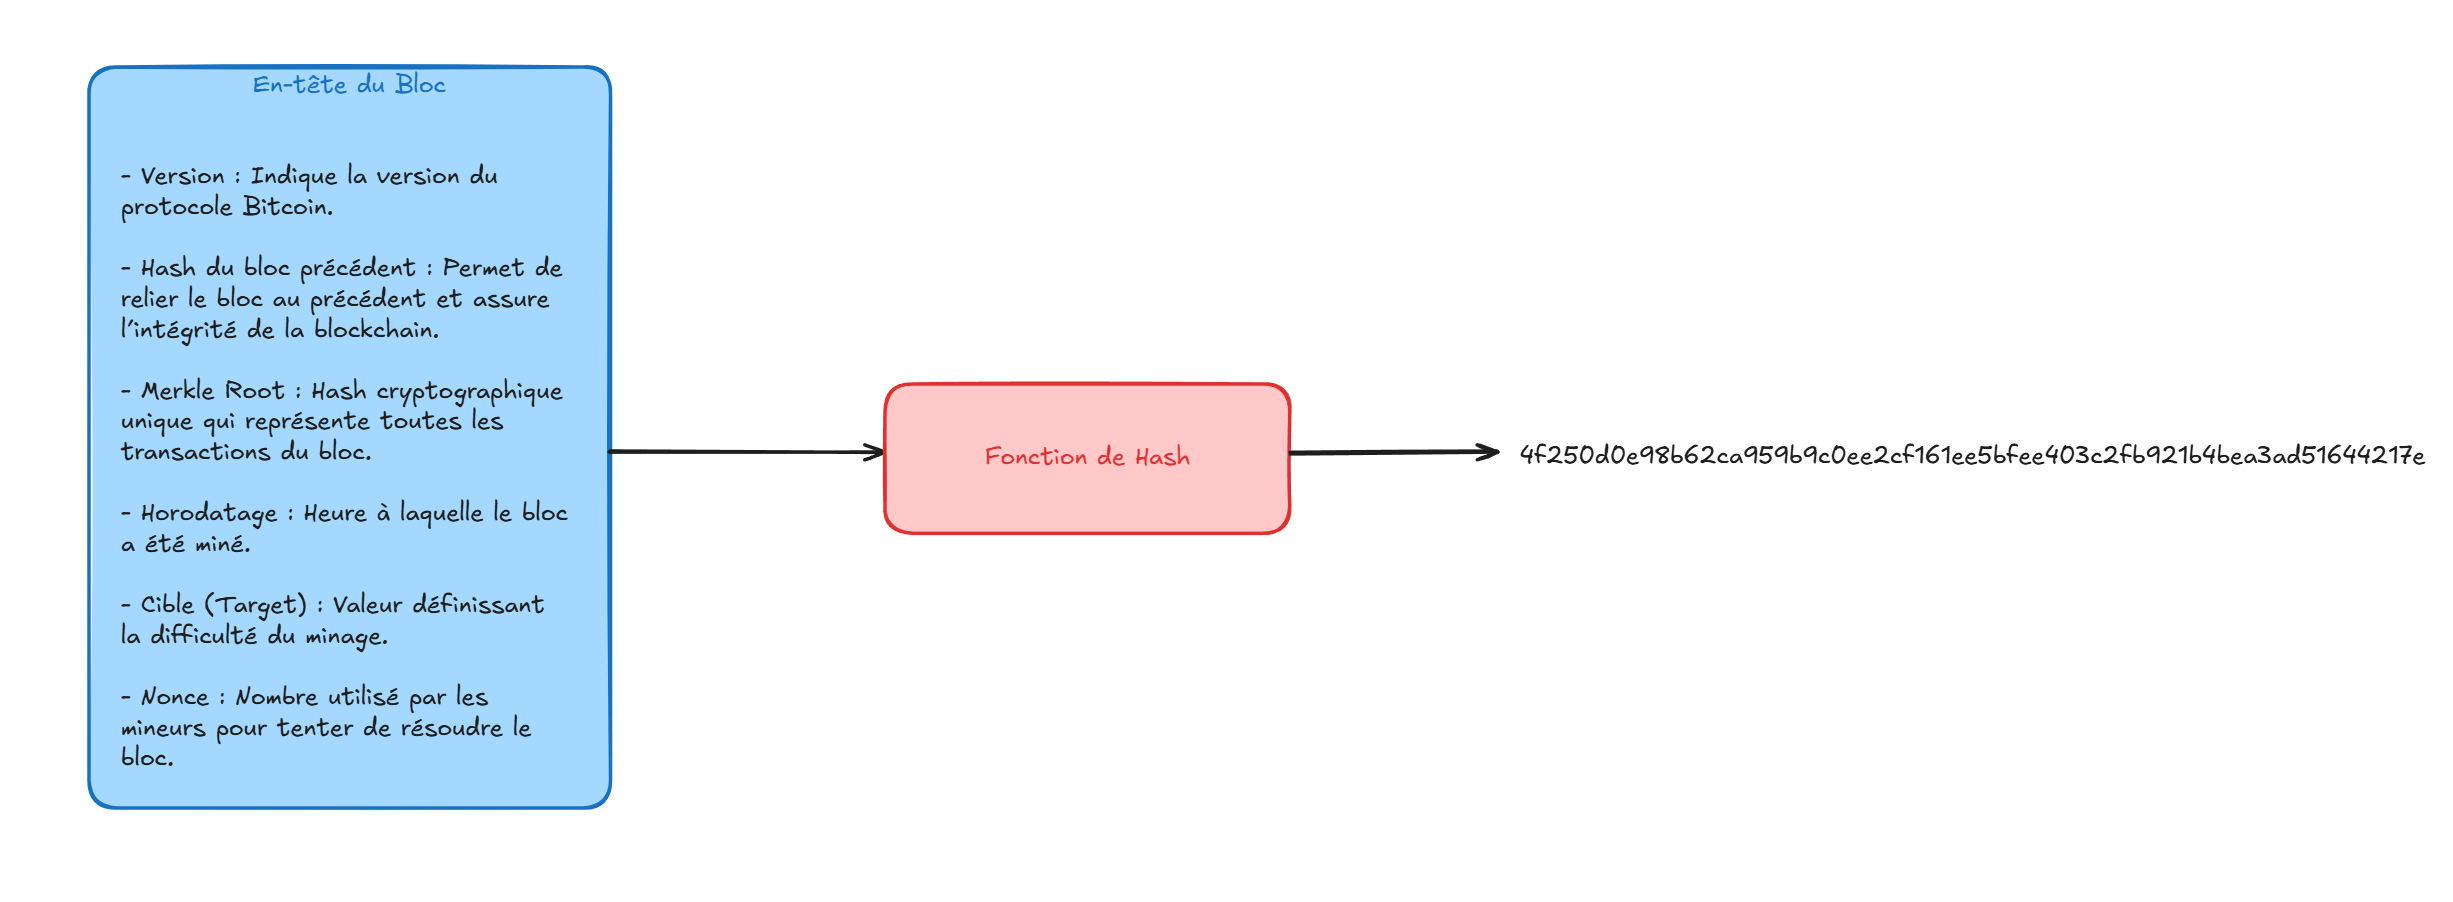 En-tête du Bloc
- Version : Indique la version du
protocole Bitcoin.
- Hash du bloc précédent : Permet de
relier le bloc au précédent et assure
l'intégrité de la blockchain.
- Merkle Root : Hash cryptographique
unique qui représente toutes les
transactions du bloc.
- Horodatage : Heure à laquelle le bloc
a été miné.
- Cible (Target) : Valeur définissant
la difficulté du minage.
- Nonce : Nombre utilisé par les
mineurs pour tenter de résoudre le
bloc.
Fonction de Hash
4f250d0e98b62ca959b9c0ee2cf161ee5bfee403c2fb921b4bea3ad51644217e